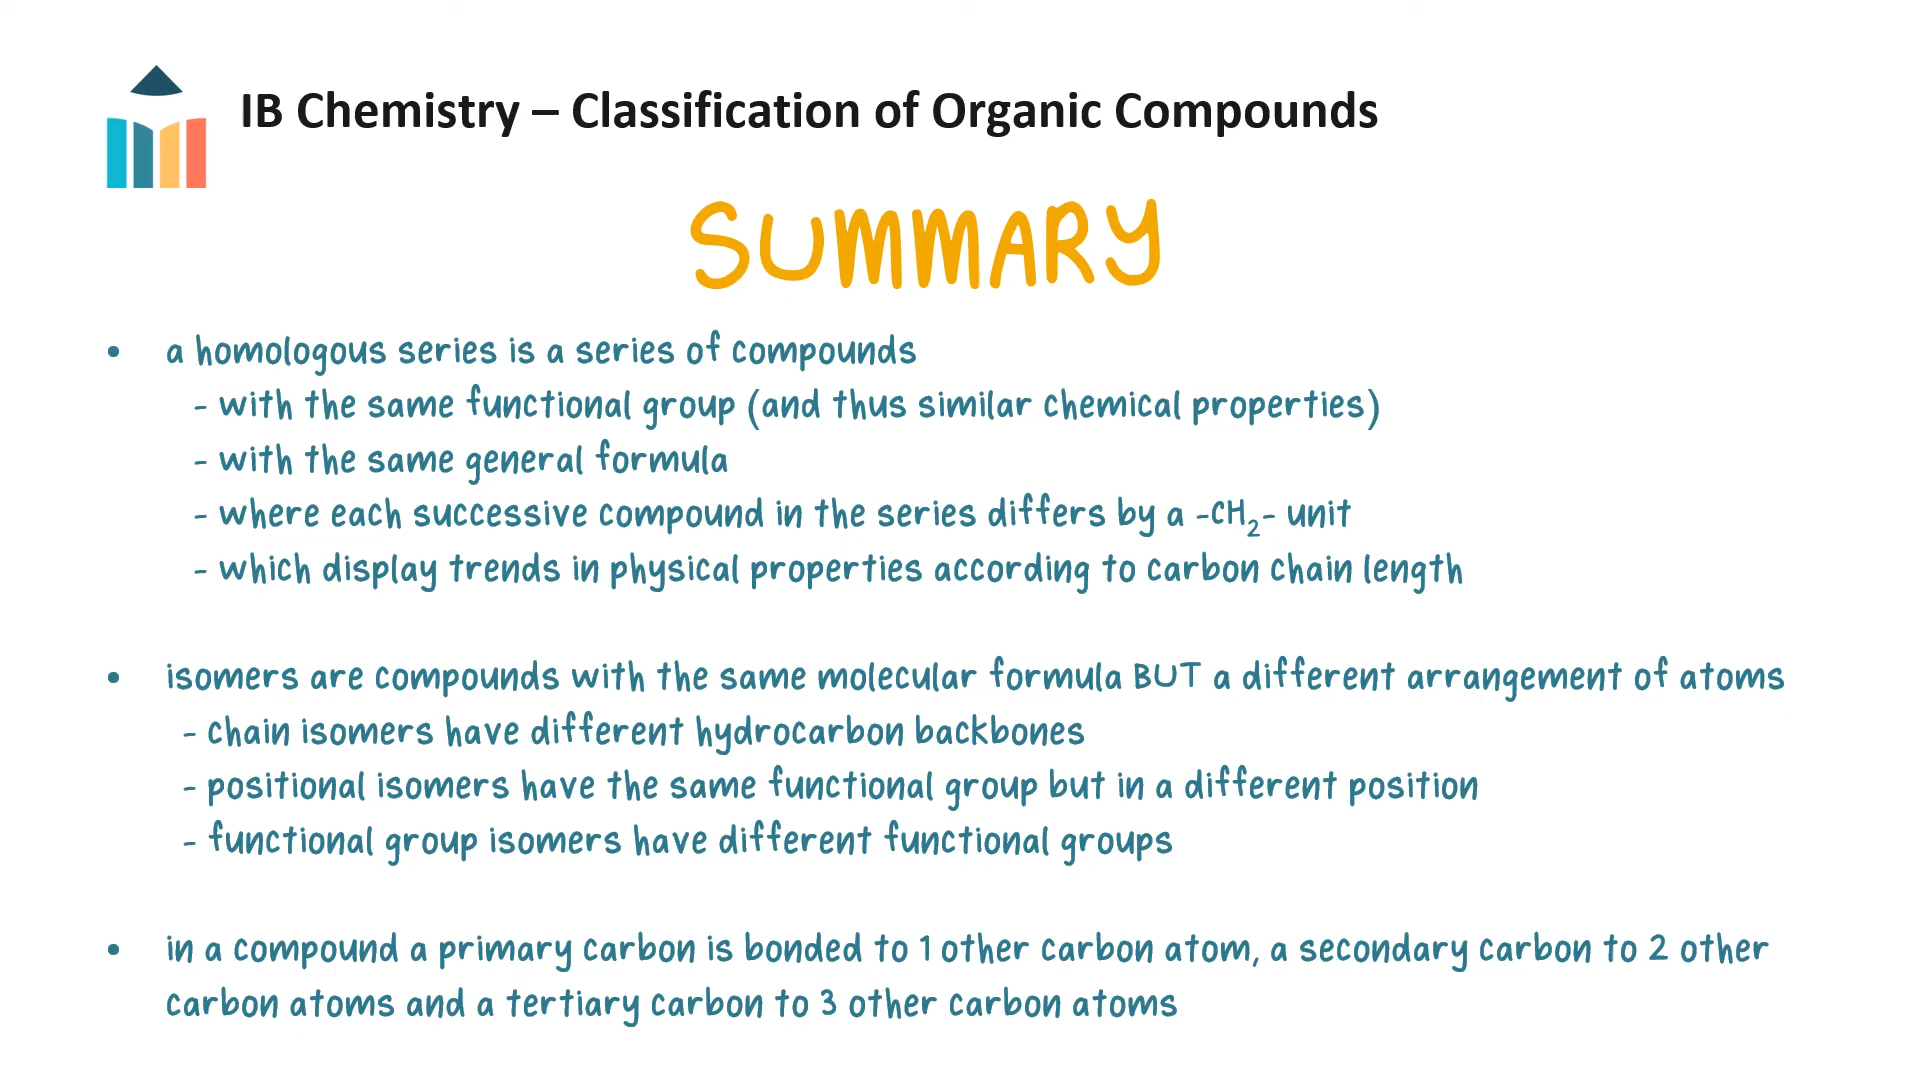 IB Chemistry – Classification of Organic Compounds
SUMMARY
• a homologous series is a series of compounds
- with the same functional group (and thus similar chemical properties)
- with the same general formula
- where each successive compound in the series differs by a -CH₂- unit
- which display trends in physical properties according to carbon chain length
• isomers are compounds with the same molecular formula BUT a different arrangement of atoms
- chain isomers have different hydrocarbon backbones
- positional isomers have the same functional group but in a different position
- functional group isomers have different functional groups
• in a compound a primary carbon is bonded to 1 other carbon atom, a secondary carbon to 2 other
carbon atoms and a tertiary carbon to 3 other carbon atoms